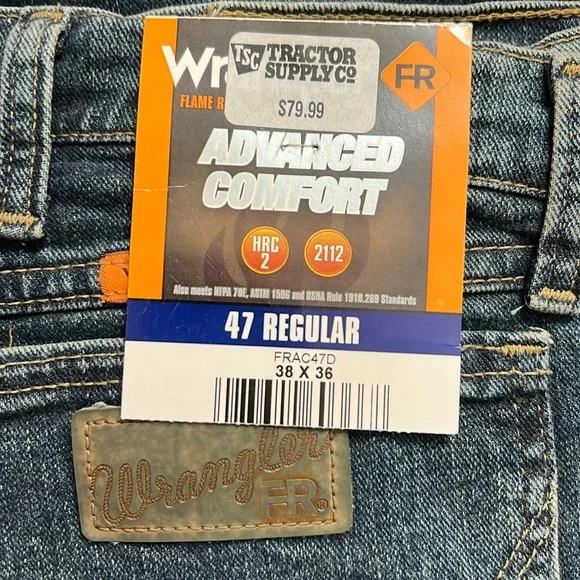 TSC TRACTOR
SUPPLY CO
$79.99
FR
FLAME
ADVANCED
COMFORT
HRC
2
2112
Also meets NFPA 70E, ASTM 1506 and OSHA Rule 1910.269 Standards
47 REGULAR
FRAC47D
38 X 36
Wrangler
FR®